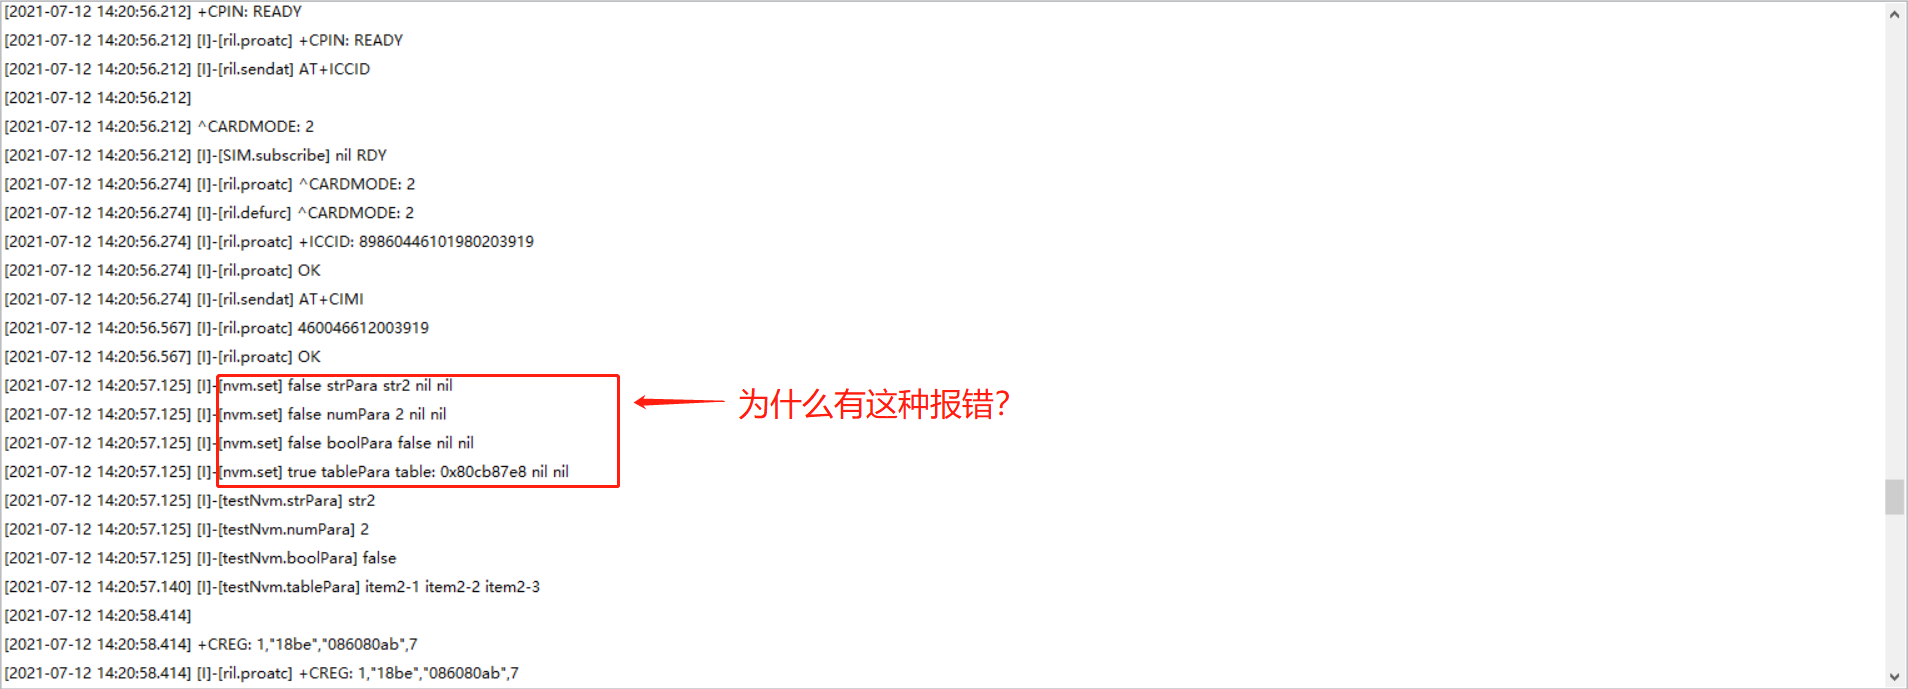 [2021-07-12 14:20:56.212] +CPIN: READY
[2021-07-12 14:20:56.212] [I]-[ril.proatc] +CPIN: READY
[2021-07-12 14:20:56.212] [I]-[ril.sendat] AT+ICCID
[2021-07-12 14:20:56.212]
[2021-07-12 14:20:56.212] ^CARDMODE: 2
[2021-07-12 14:20:56.212] [I]-[SIM.subscribe] nil RDY
[2021-07-12 14:20:56.274] [I]-[ril.proatc] ^CARDMODE: 2
[2021-07-12 14:20:56.274] [I]-[ril.defurc] ^CARDMODE: 2
[2021-07-12 14:20:56.274] [I]-[ril.proatc] +ICCID: 89860446101980203919
[2021-07-12 14:20:56.274] [I]-[ril.proatc] OK
[2021-07-12 14:20:56.274] [I]-[ril.sendat] AT+CIMI
[2021-07-12 14:20:56.567] [I]-[ril.proatc] 460046612003919
[2021-07-12 14:20:56.567] [I]-[ril.proatc] OK
[2021-07-12 14:20:57.125] [I]-[nvm.set] false strPara str2 nil nil
为什么有这种报错?
[2021-07-12 14:20:57.125] [I]-[nvm.set] false numPara 2 nil nil
[2021-07-12 14:20:57.125] [I]-[nvm.set] false boolPara false nil nil
[2021-07-12 14:20:57.125] [I]-[nvm.set] true tablePara table: 0x80cb87e8 nil nil
[2021-07-12 14:20:57.125] [I]-[testNvm.strPara] str2
[2021-07-12 14:20:57.125] [I]-[testNvm.numPara] 2
[2021-07-12 14:20:57.125] [I]-[testNvm.boolPara] false
[2021-07-12 14:20:57.140] [I]-[testNvm.tablePara] item2-1 item2-2 item2-3
[2021-07-12 14:20:58.414]
[2021-07-12 14:20:58.414] +CREG: 1,"18be","086080ab",7
[2021-07-12 14:20:58.414] [I]-[ril.proatc] +CREG: 1,"18be","086080ab",7